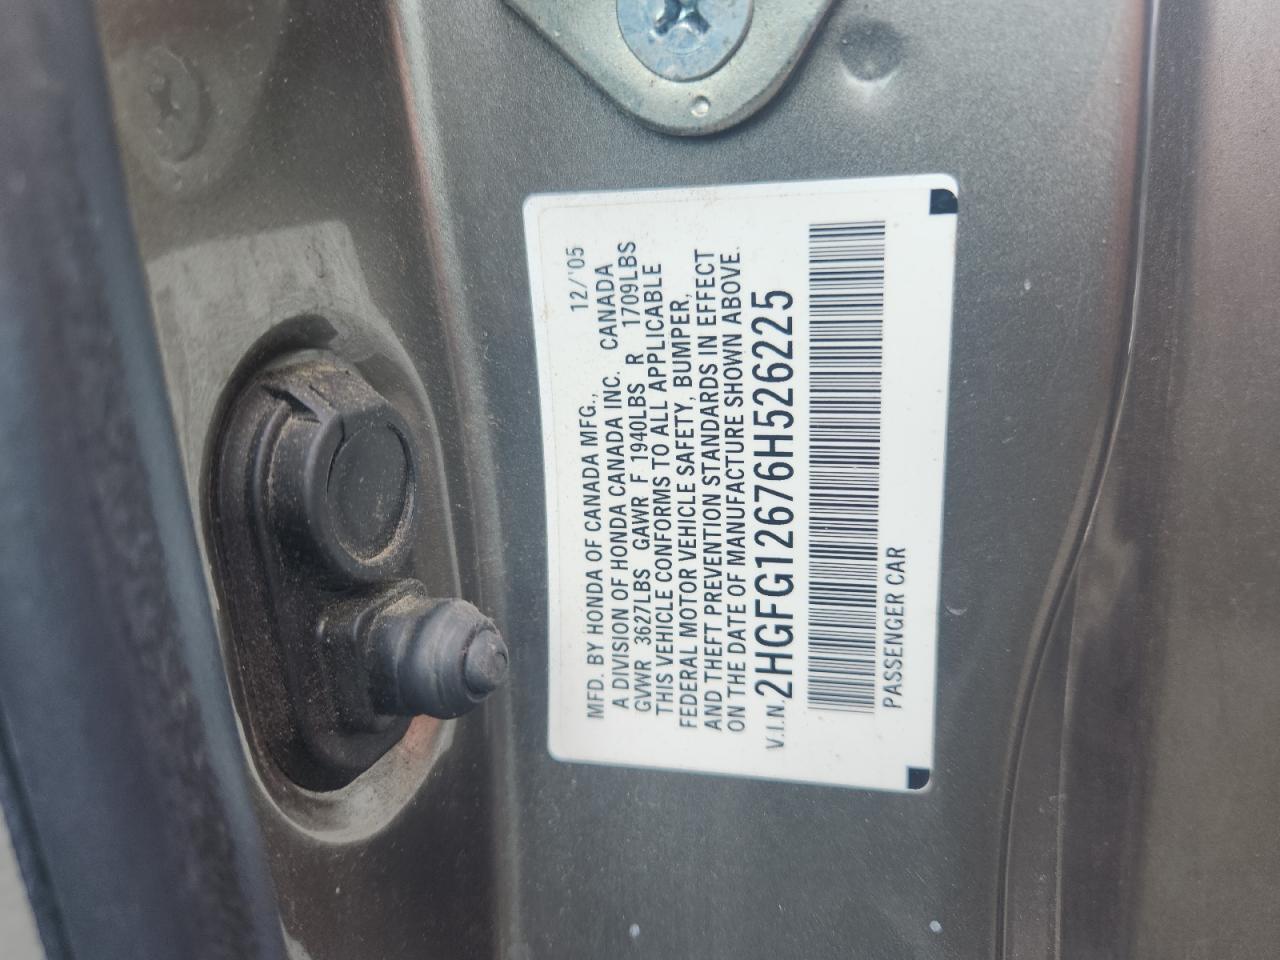 MFD. BY HONDA OF CANADA MFG., 12/'05
A DIVISION OF HONDA CANADA INC. CANADA
GVWR 3627LBS GAWR F 1940LBS R 1709LBS
THIS VEHICLE CONFORMS TO ALL APPLICABLE
FEDERAL MOTOR VEHICLE SAFETY, BUMPER,
AND THEFT PREVENTION STANDARDS IN EFFECT
ON THE DATE OF MANUFACTURE SHOWN ABOVE.
V.I.N. 2HGFG12676H526225
PASSENGER CAR